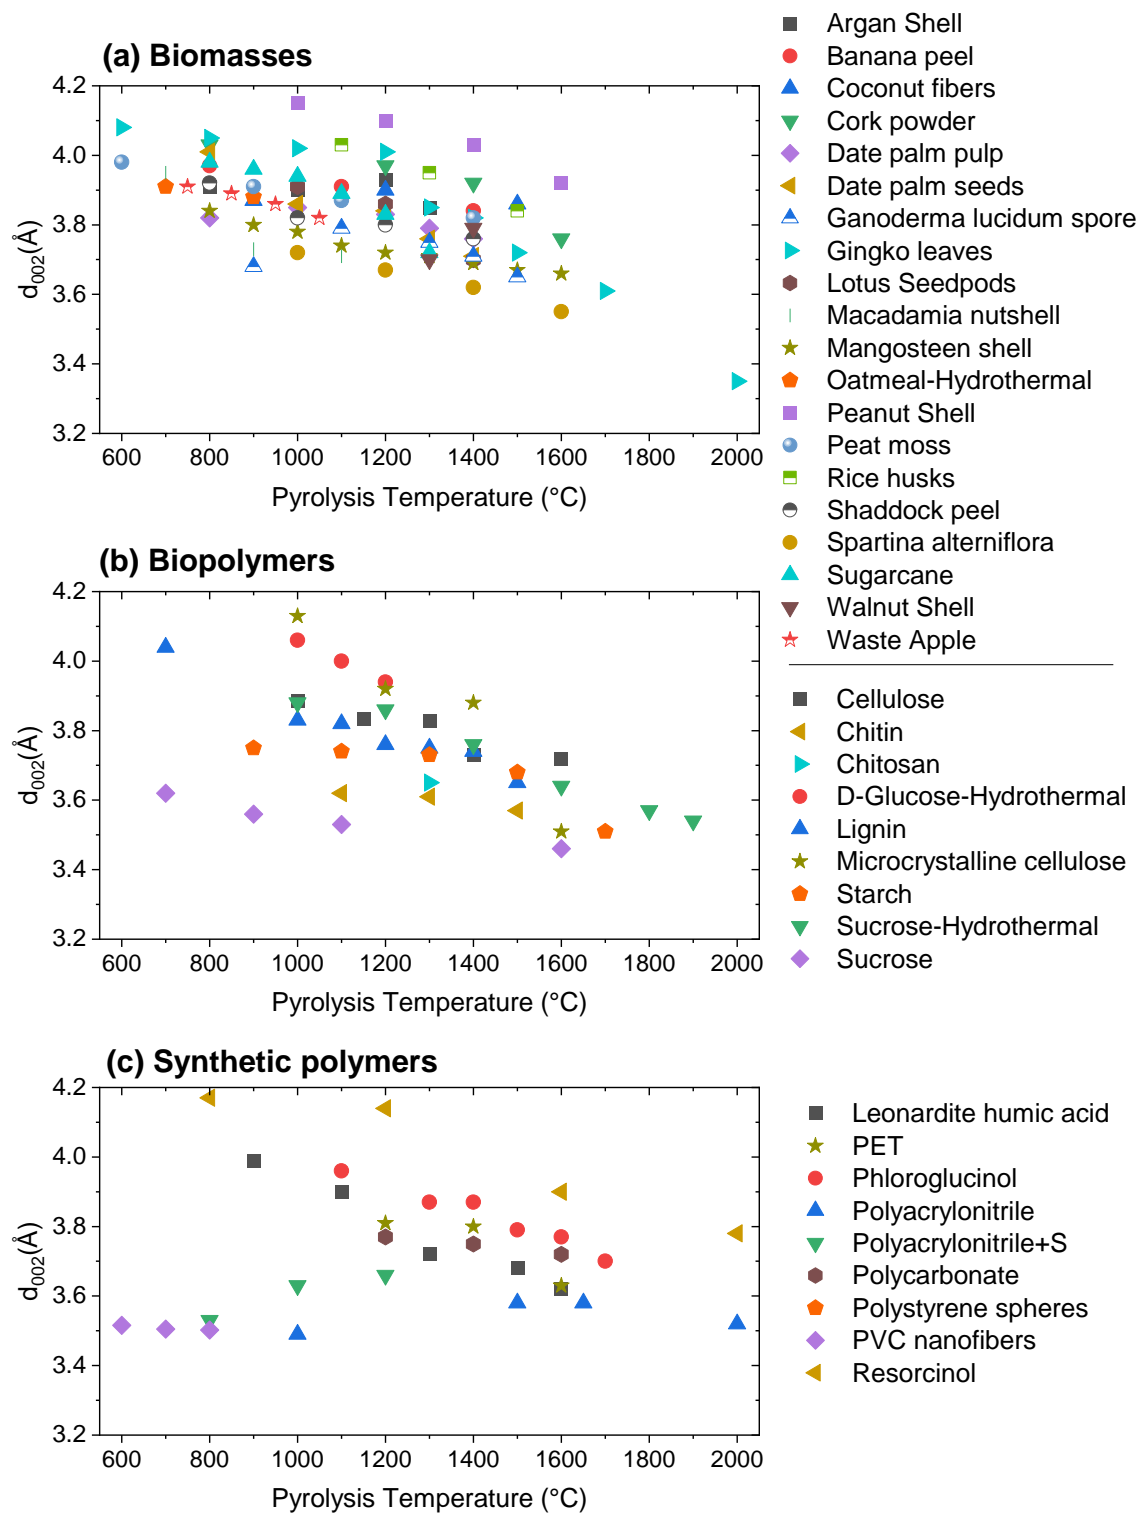 (a) Biomasses
4.2
4.0
3.8
3.6
3.4
3.2
d002(Å)
600 800 1000 1200 1400 1600 1800 2000
Pyrolysis Temperature (°C)
Argan Shell
Banana peel
Coconut fibers
Cork powder
Date palm pulp
Date palm seeds
Ganoderma lucidum spore
Gingko leaves
Lotus Seedpods
Macadamia nutshell
Mangosteen shell
Oatmeal-Hydrothermal
Peanut Shell
Peat moss
Rice husks
Shaddock peel
Spartina alterniflora
Sugarcane
Walnut Shell
Waste Apple
(b) Biopolymers
4.2
4.0
3.8
3.6
3.4
3.2
d002(Å)
600 800 1000 1200 1400 1600 1800 2000
Pyrolysis Temperature (°C)
Cellulose
Chitin
Chitosan
D-Glucose-Hydrothermal
Lignin
Microcrystalline cellulose
Starch
Sucrose-Hydrothermal
Sucrose
(c) Synthetic polymers
4.2
4.0
3.8
3.6
3.4
3.2
d002(Å)
600 800 1000 1200 1400 1600 1800 2000
Pyrolysis Temperature (°C)
Leonardite humic acid
PET
Phloroglucinol
Polyacrylonitrile
Polyacrylonitrile+S
Polycarbonate
Polystyrene spheres
PVC nanofibers
Resorcinol